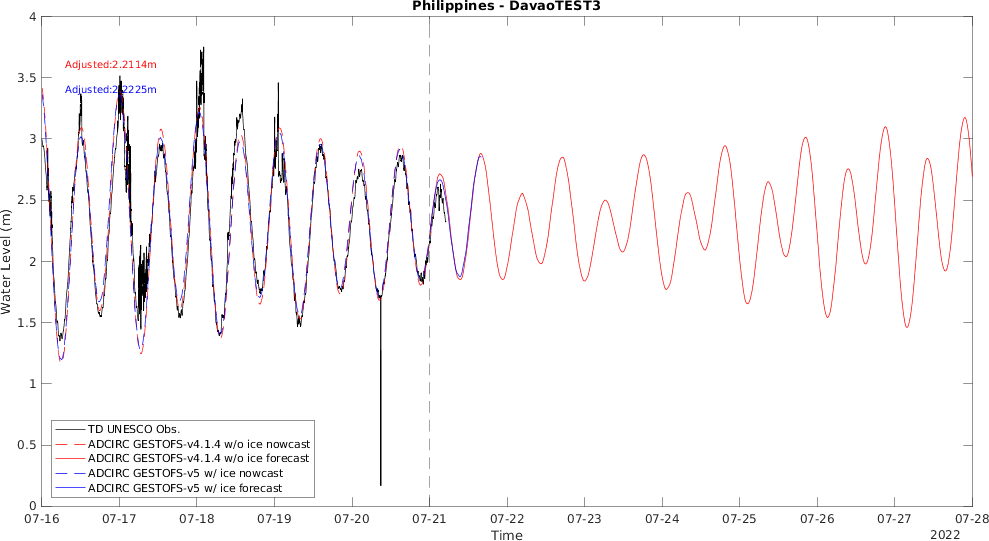 Philippines - DavaoTEST3
4
3.5
3
2.5
2
1.5
1
0.5
0
Water Level (m)
Adjusted:2.2114m
Adjusted:2.2225m
TD UNESCO Obs.
ADCIRC GESTOFS-v4.1.4 w/o ice nowcast
ADCIRC GESTOFS-v4.1.4 w/o ice forecast
ADCIRC GESTOFS-v5 w/ ice nowcast
ADCIRC GESTOFS-v5 w/ ice forecast
07-16 07-17 07-18 07-19 07-20 07-21 07-22 07-23 07-24 07-25 07-26 07-27 07-28
Time
2022